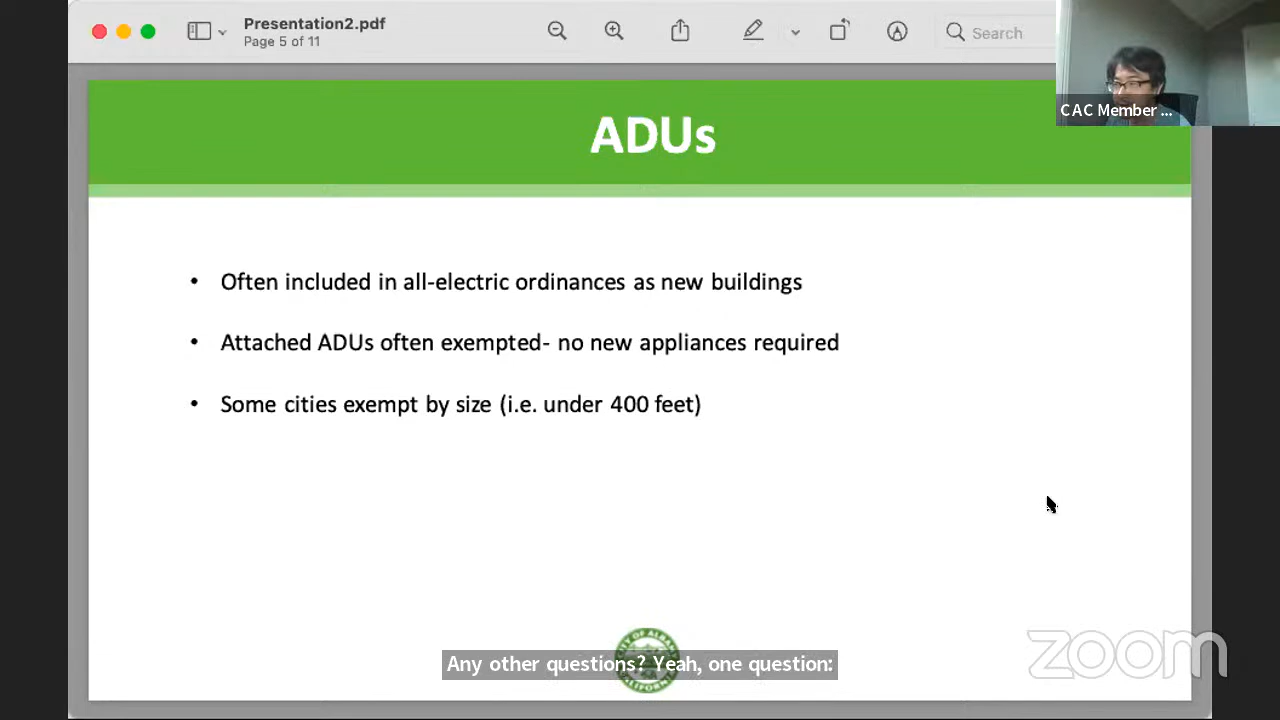 Presentation2.pdf
Page 5 of 11
Search
CAC Member ...
ADUs
• Often included in all-electric ordinances as new buildings
• Attached ADUs often exempted- no new appliances required
• Some cities exempt by size (i.e. under 400 feet)
Any other questions? Yeah, one question:
zoom